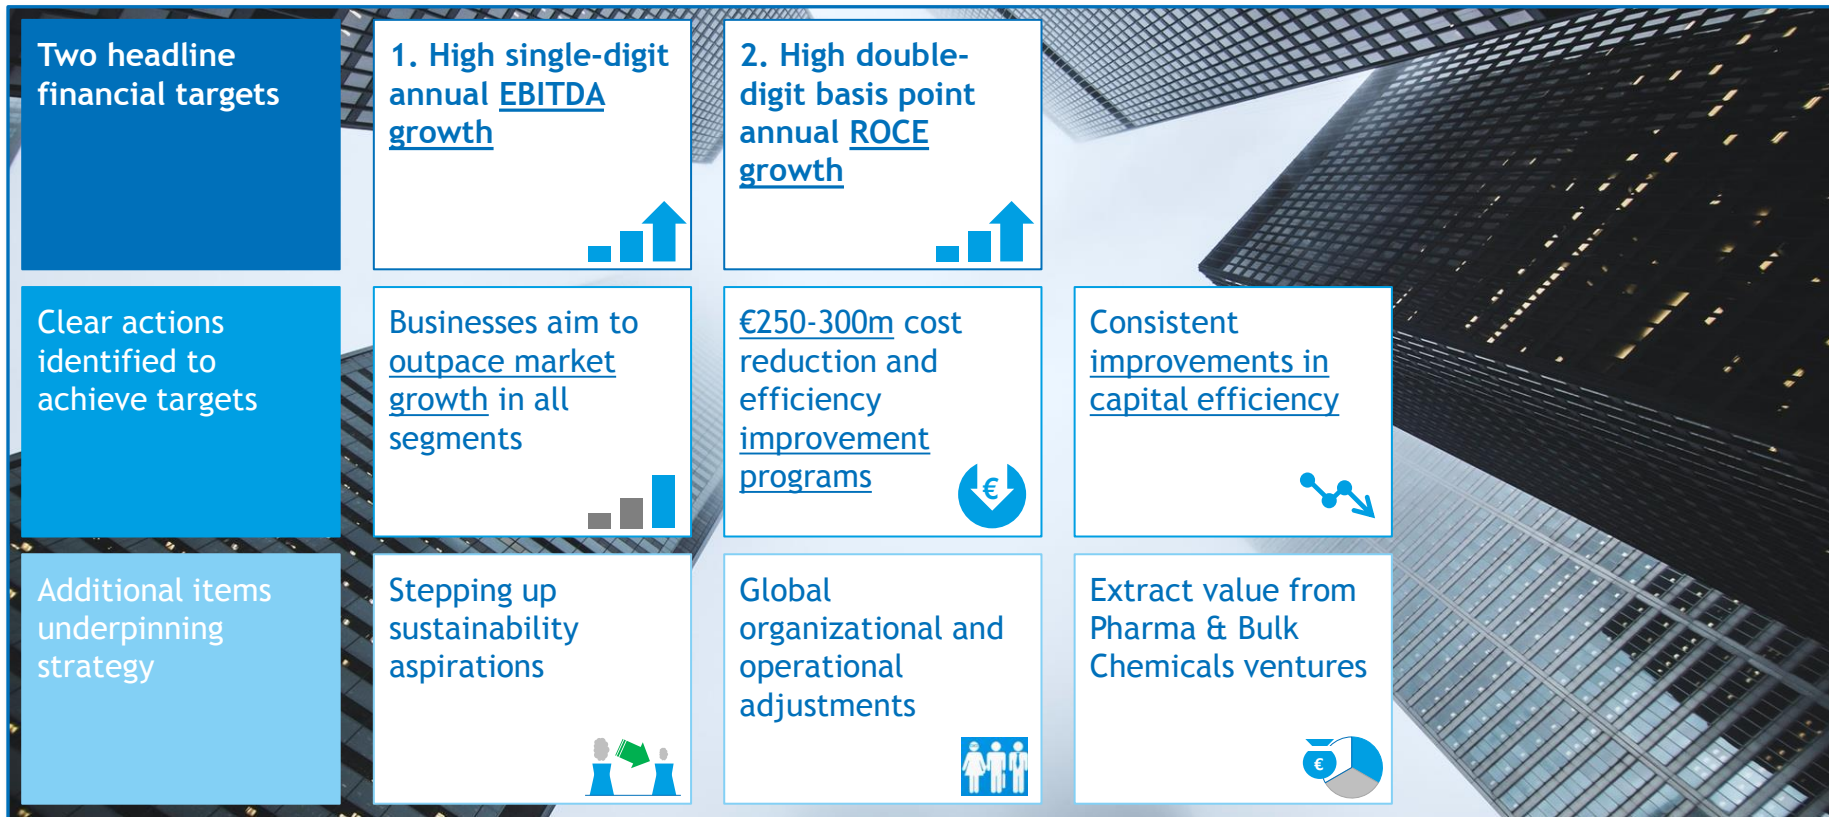 Two headline
financial targets
1. High single-digit
annual EBITDA
growth
2. High double-
digit basis point
annual ROCE
growth
Clear actions
identified to
achieve targets
Businesses aim to
outpace market
growth in all
segments
€250-300m cost
reduction and
efficiency
improvement
programs
€
Consistent
improvements in
capital efficiency
Additional items
underpinning
strategy
Stepping up
sustainability
aspirations
Global
organizational and
operational
adjustments
Extract value from
Pharma & Bulk
Chemicals ventures
€